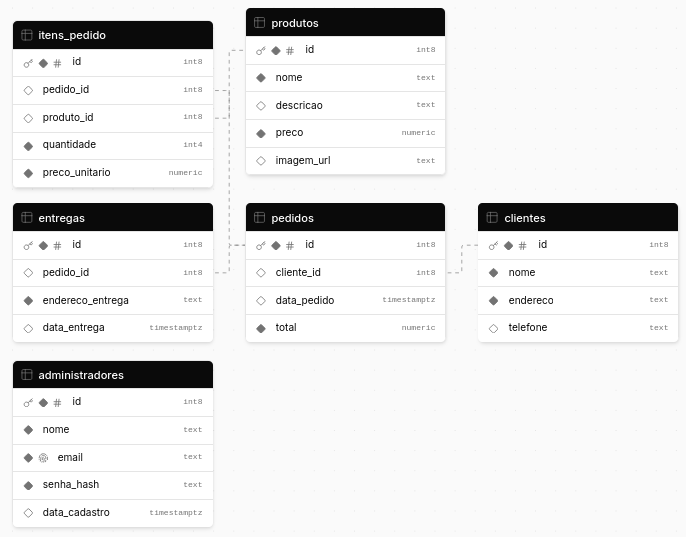 itens_pedido
id int8
pedido_id int8
produto_id int8
quantidade int4
preco_unitario numeric
produtos
id int8
nome text
descricao text
preco numeric
imagem_url text
entregas
id int8
pedido_id int8
endereco_entrega text
data_entrega timestamptz
pedidos
id int8
cliente_id int8
data_pedido timestamptz
total numeric
clientes
id int8
nome text
endereco text
telefone text
administradores
id int8
nome text
email text
senha_hash text
data_cadastro timestamptz